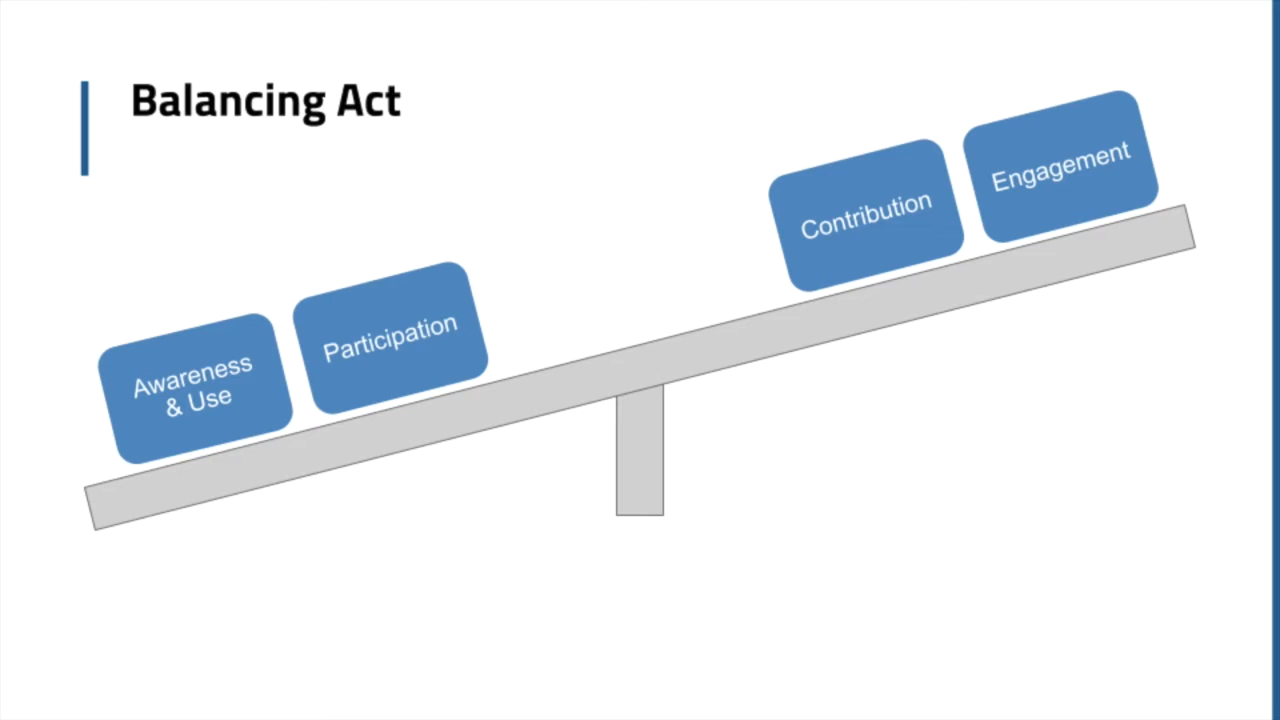 Balancing Act
Awareness
& Use
Participation
Contribution
Engagement